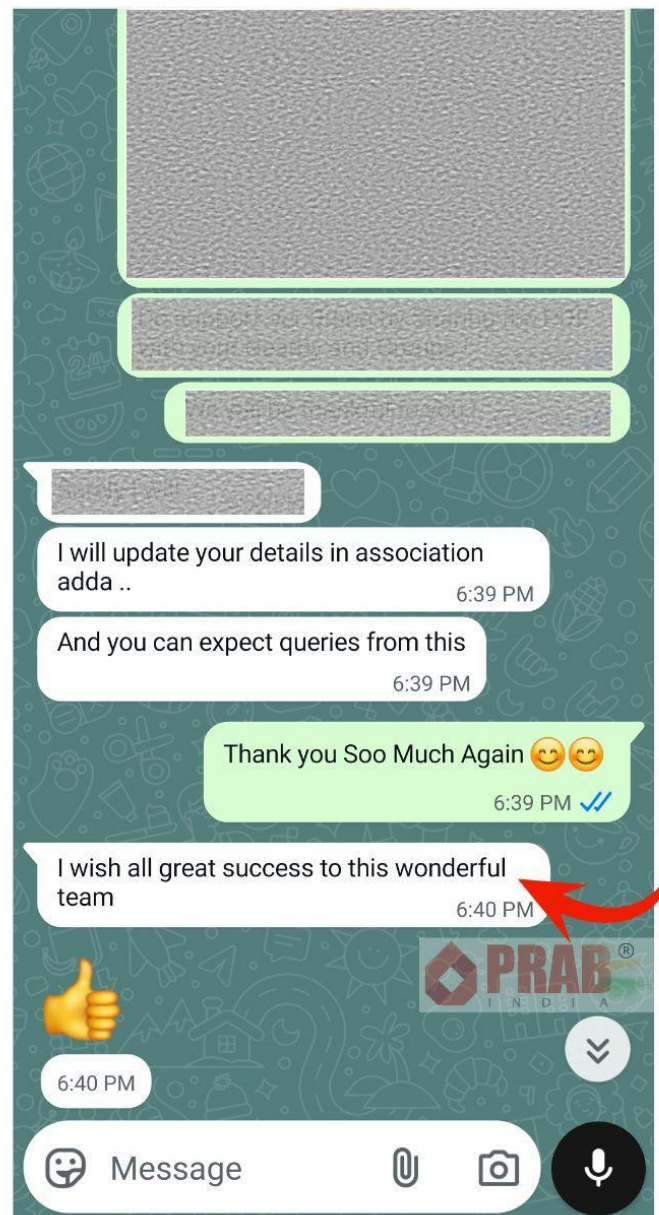 I will update your details in association
adda ..
6:39 PM
And you can expect queries from this
6:39 PM
Thank you Soo Much Again 😊😊
6:39 PM
I wish all great success to this wonderful
team
6:40 PM
PRAB®
INDIA
6:40 PM
Message